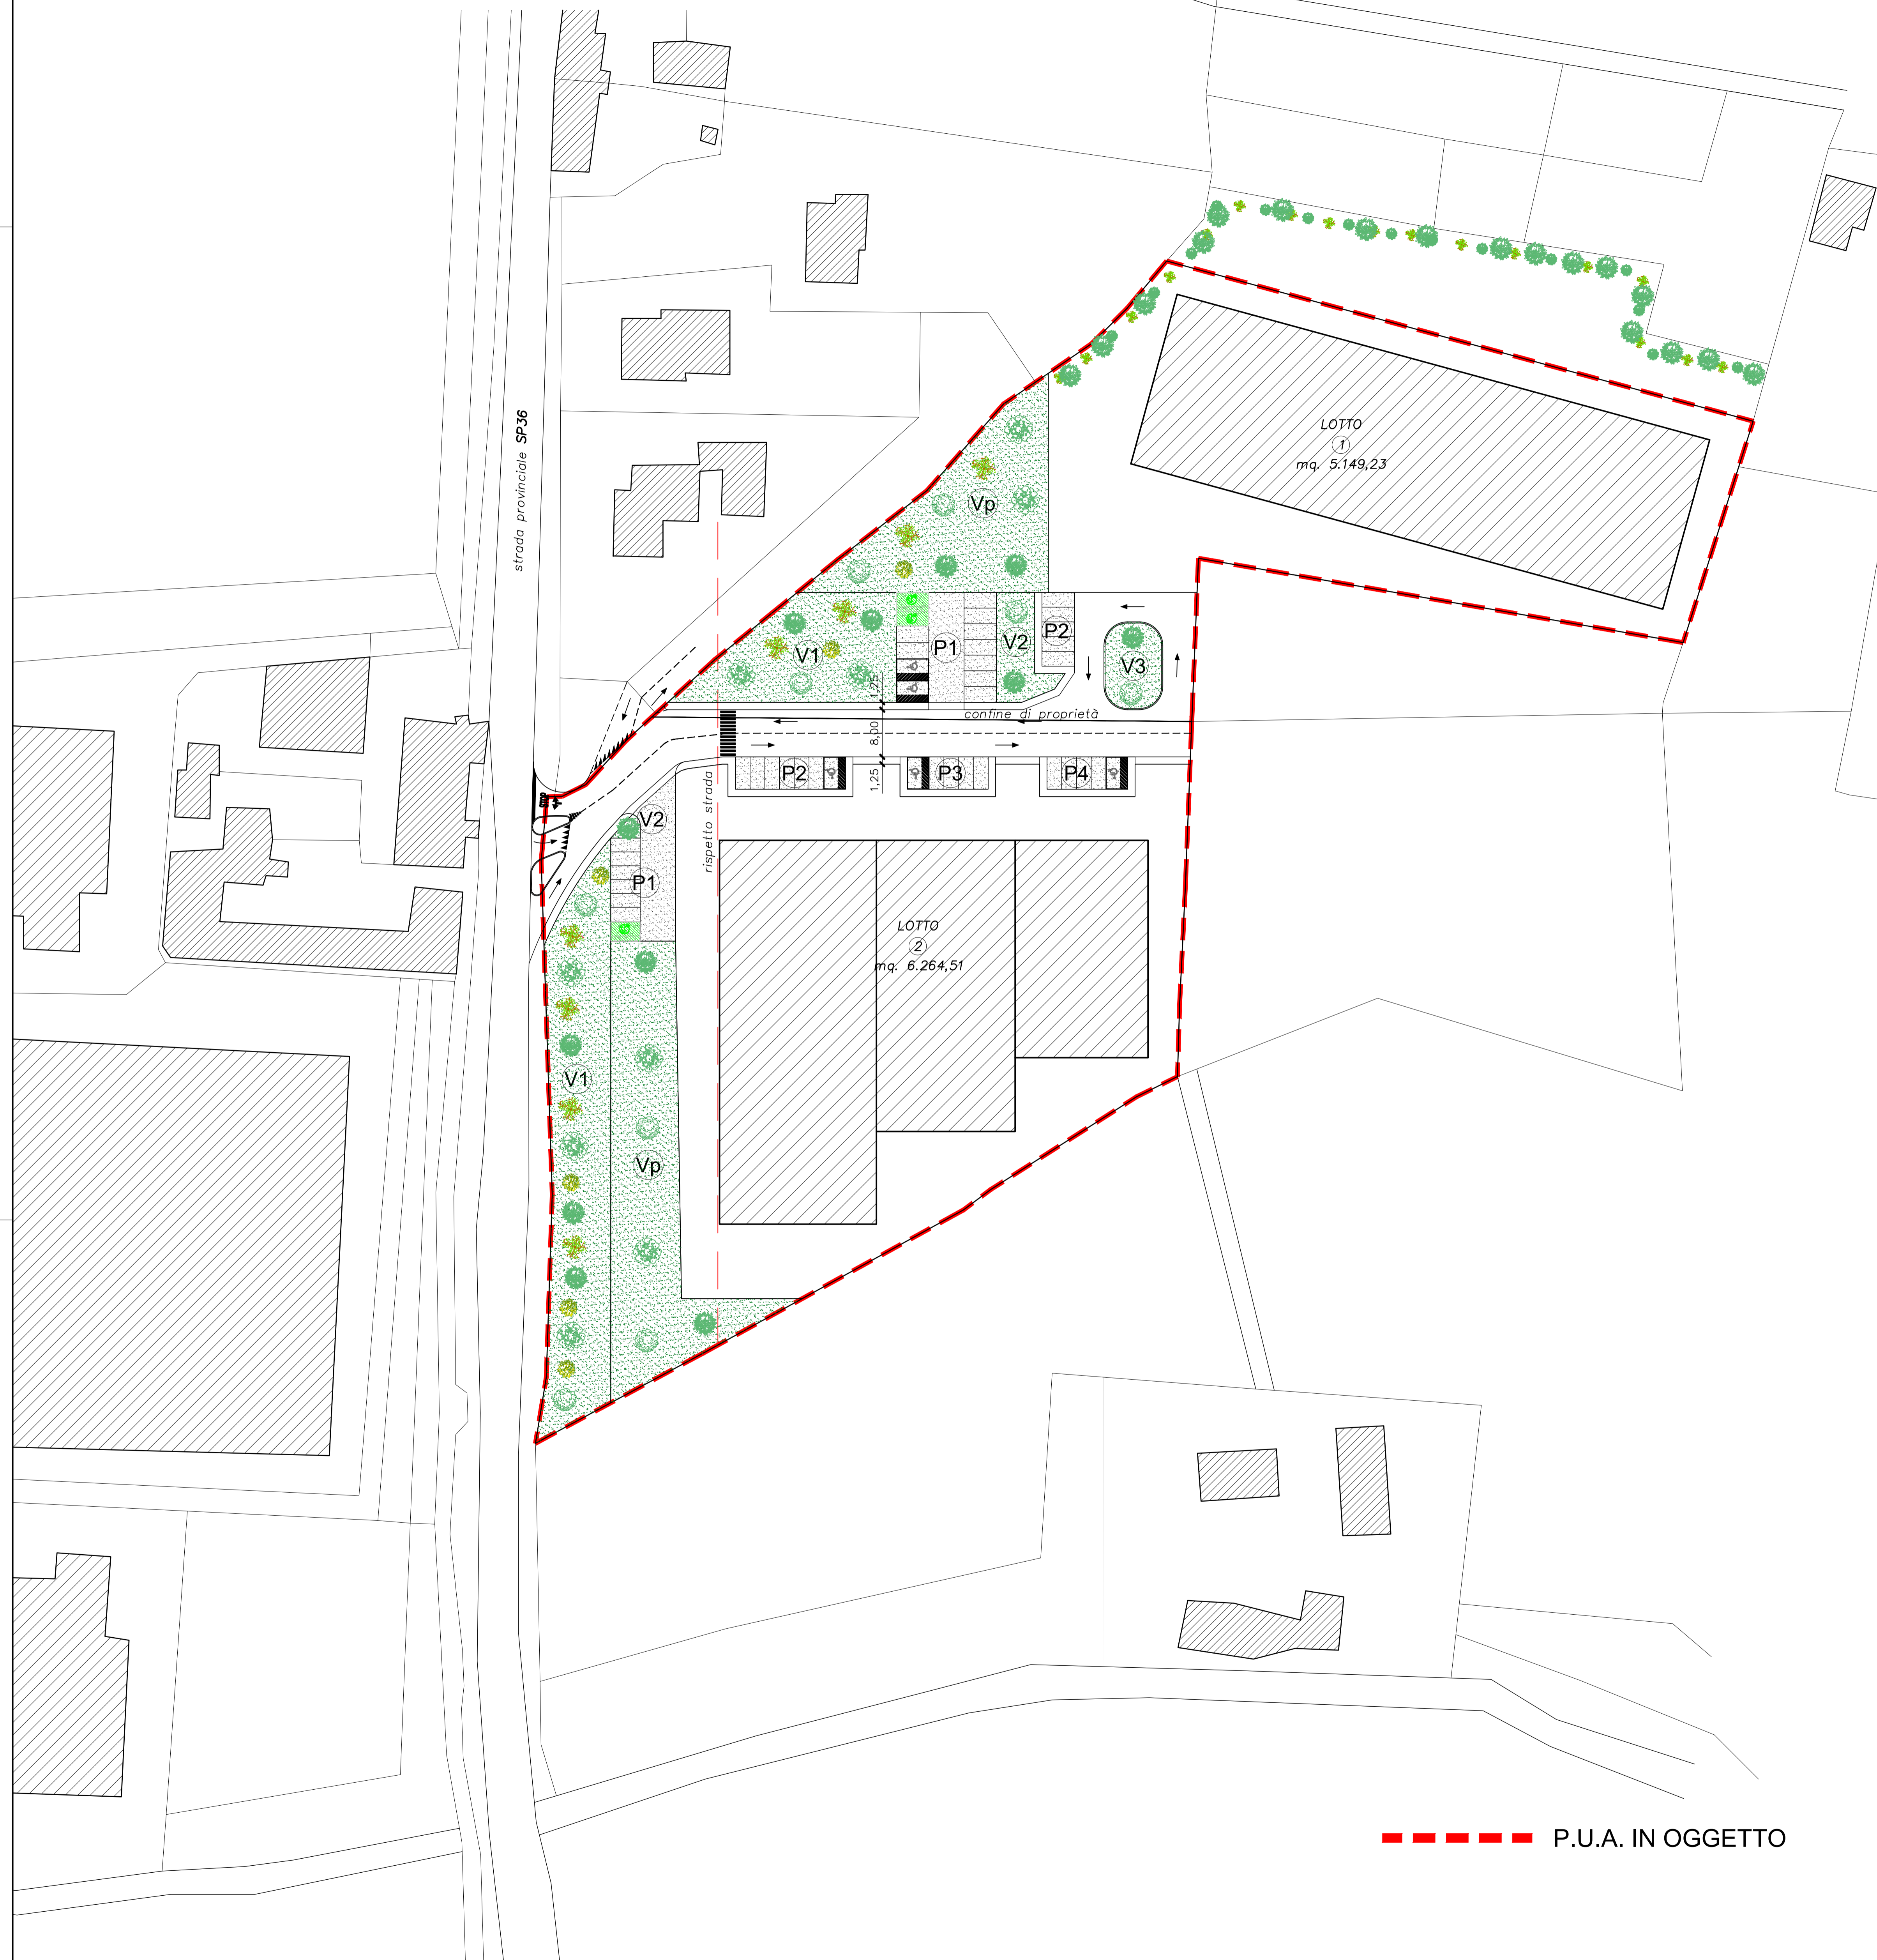 strada provinciale SP36
LOTTO
1
mq. 5.149,23
Vp
V1
P1
V2
P2
V3
1,25
confine di proprietà
8,00
1,25
P2
P3
P4
STOP
V2
rispetto strada
P1
LOTTO
2
mq. 6.264,51
V1
Vp
P.U.A. IN OGGETTO